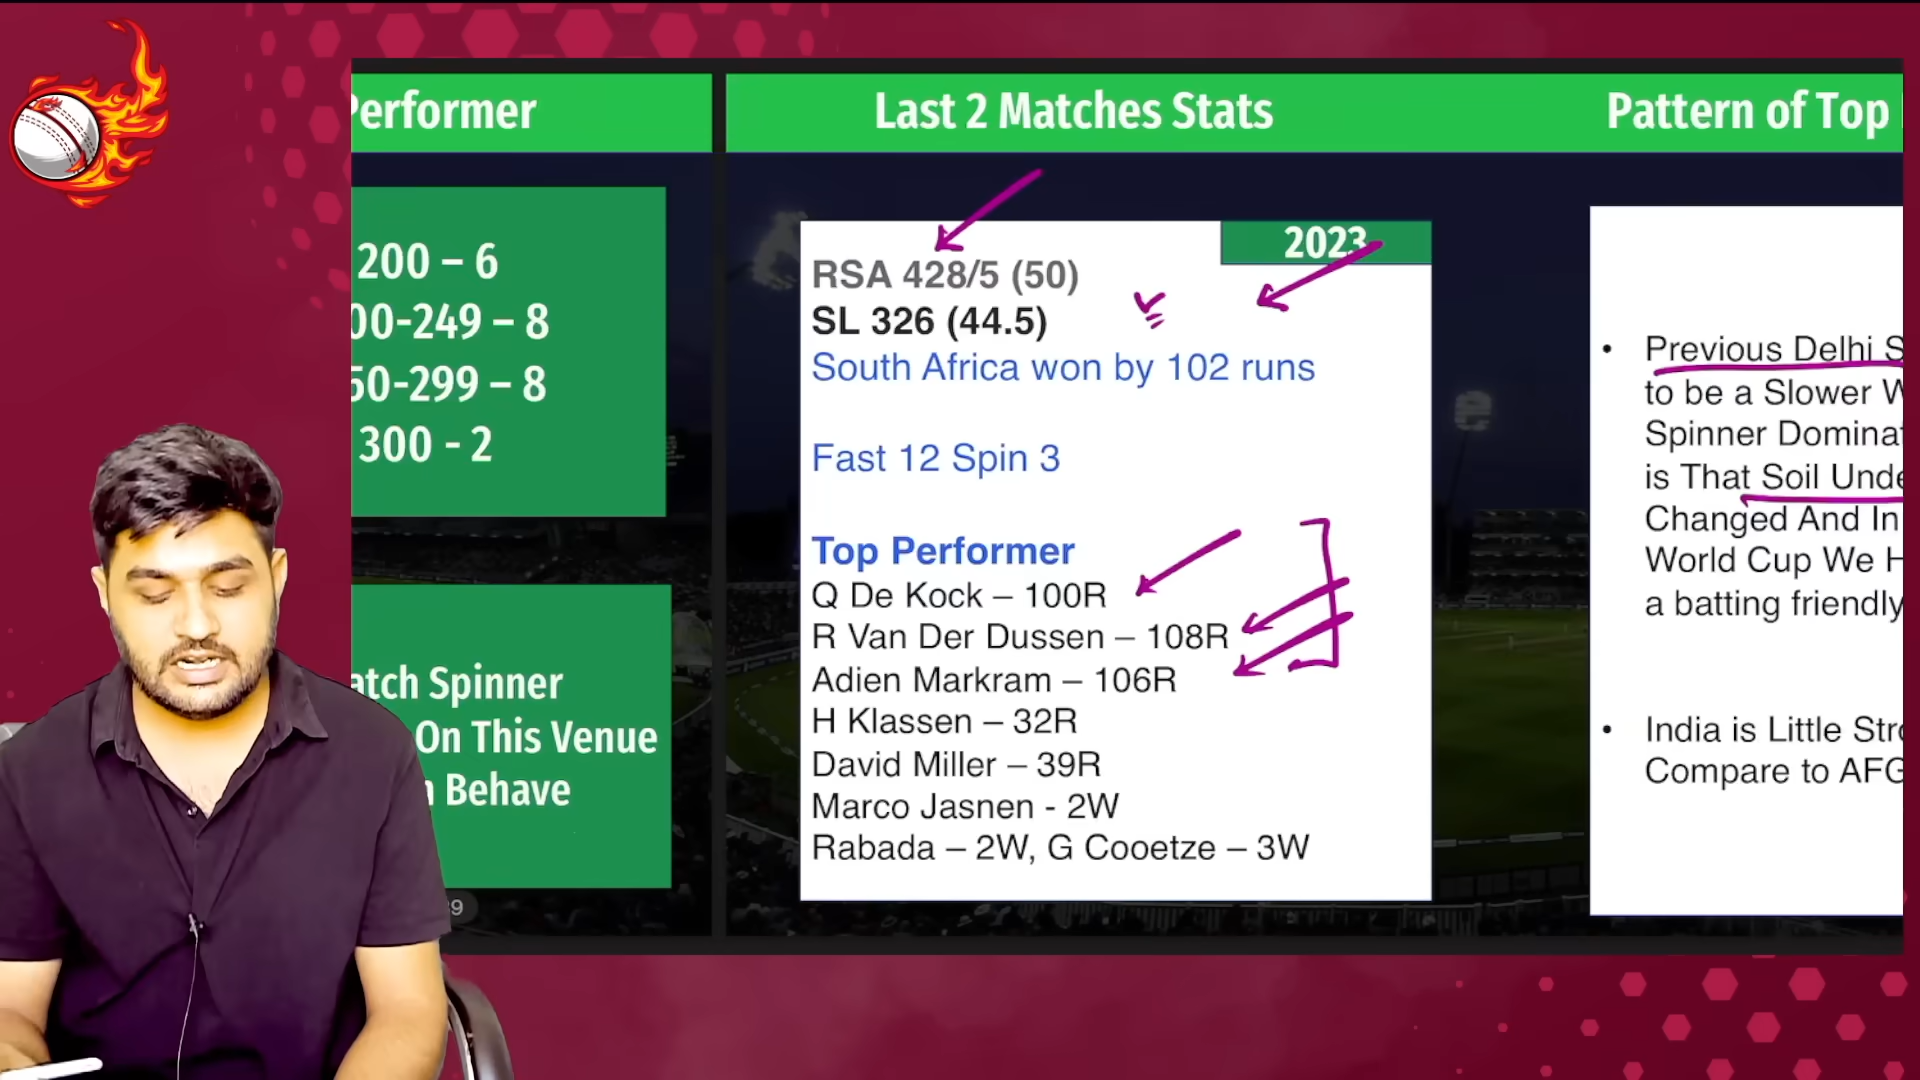 Performer
200 – 6
00-249 – 8
50-299 – 8
300 - 2
atch Spinner
On This Venue
Behave
Last 2 Matches Stats
2023
RSA 428/5 (50)
SL 326 (44.5)
South Africa won by 102 runs
Fast 12 Spin 3
Top Performer
Q De Kock – 100R
R Van Der Dussen – 108R
Adien Markram – 106R
H Klassen – 32R
David Miller – 39R
Marco Jasnen - 2W
Rabada – 2W, G Cooetze – 3W
Pattern of Top
• Previous Delhi S
to be a Slower W
Spinner Domina
is That Soil Unde
Changed And In
World Cup We H
a batting friendly
• India is Little Str
Compare to AFG